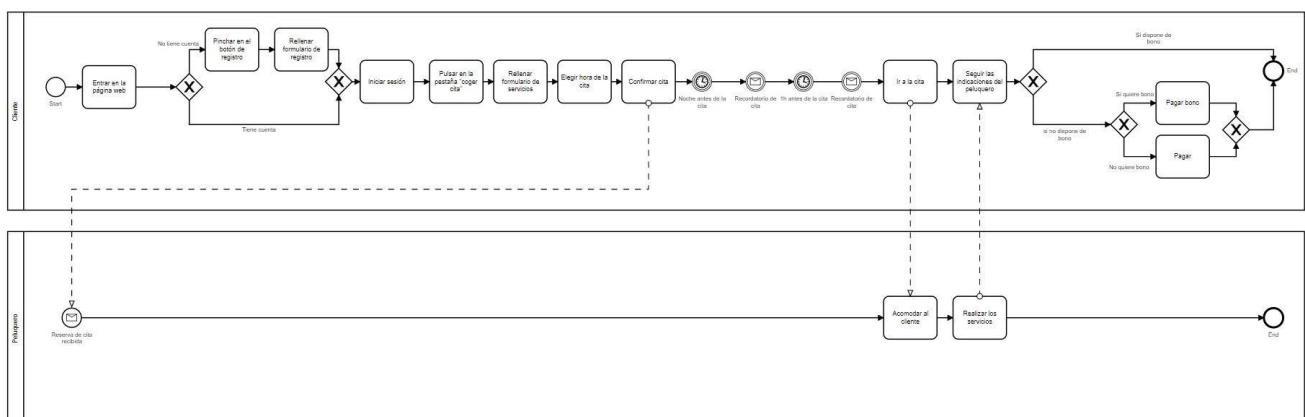 Cliente
Start
Entrar en la
página web
No tiene cuenta
Tiene cuenta
Pinchar en el
botón de
registro
Rellenar
formulario de
registro
Iniciar sesión
Pulsar en la
pestaña "coger
cita"
Rellenar
formulario de
servicios
Elegir hora de la
cita
Confirmar cita
Noche antes de la
cita
Recordatorio de
cita
1h antes de la cita
Recordatorio de
cita
Ir a la cita
Seguir las
indicaciones del
peluquero
Si dispone de
bono
si no dispone de
bono
Si quiere bono
No quiere bono
Pagar bono
Pagar
End
Peluquero
Reserva de cita
recibida
Acomodar al
cliente
Realizar los
servicios
End